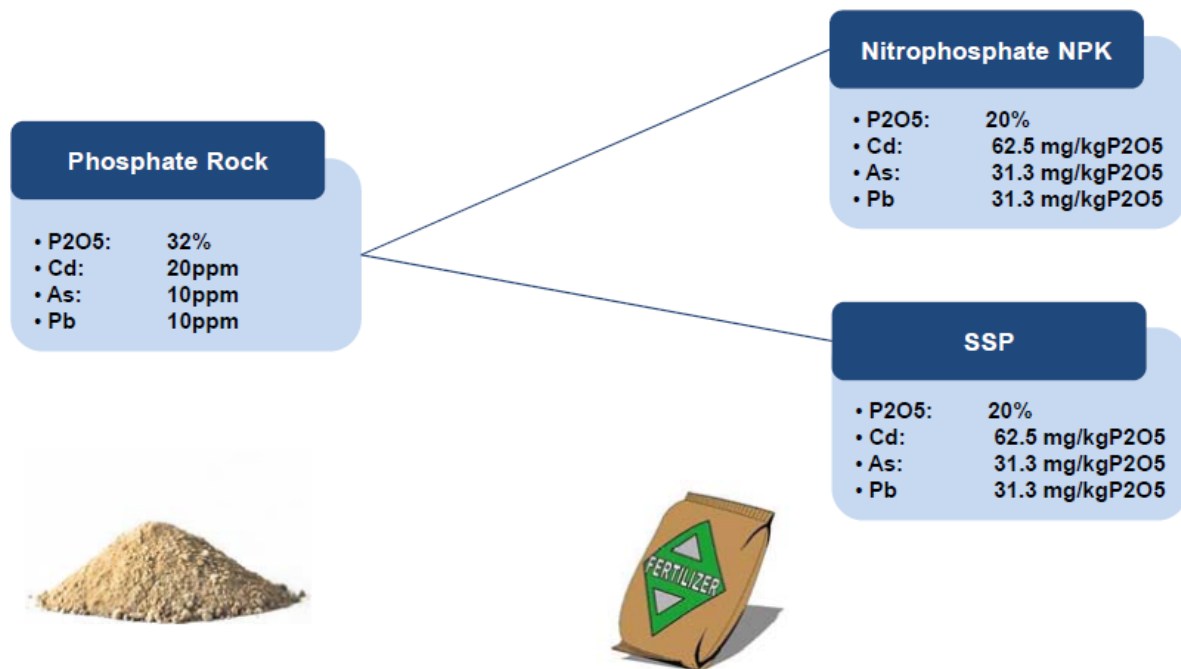 Phosphate Rock
• P2O5: 32%
• Cd: 20ppm
• As: 10ppm
• Pb 10ppm
Nitrophosphate NPK
• P2O5: 20%
• Cd: 62.5 mg/kgP2O5
• As: 31.3 mg/kgP2O5
• Pb 31.3 mg/kgP2O5
SSP
• P2O5: 20%
• Cd: 62.5 mg/kgP2O5
• As: 31.3 mg/kgP2O5
• Pb 31.3 mg/kgP2O5
FERTILIZER